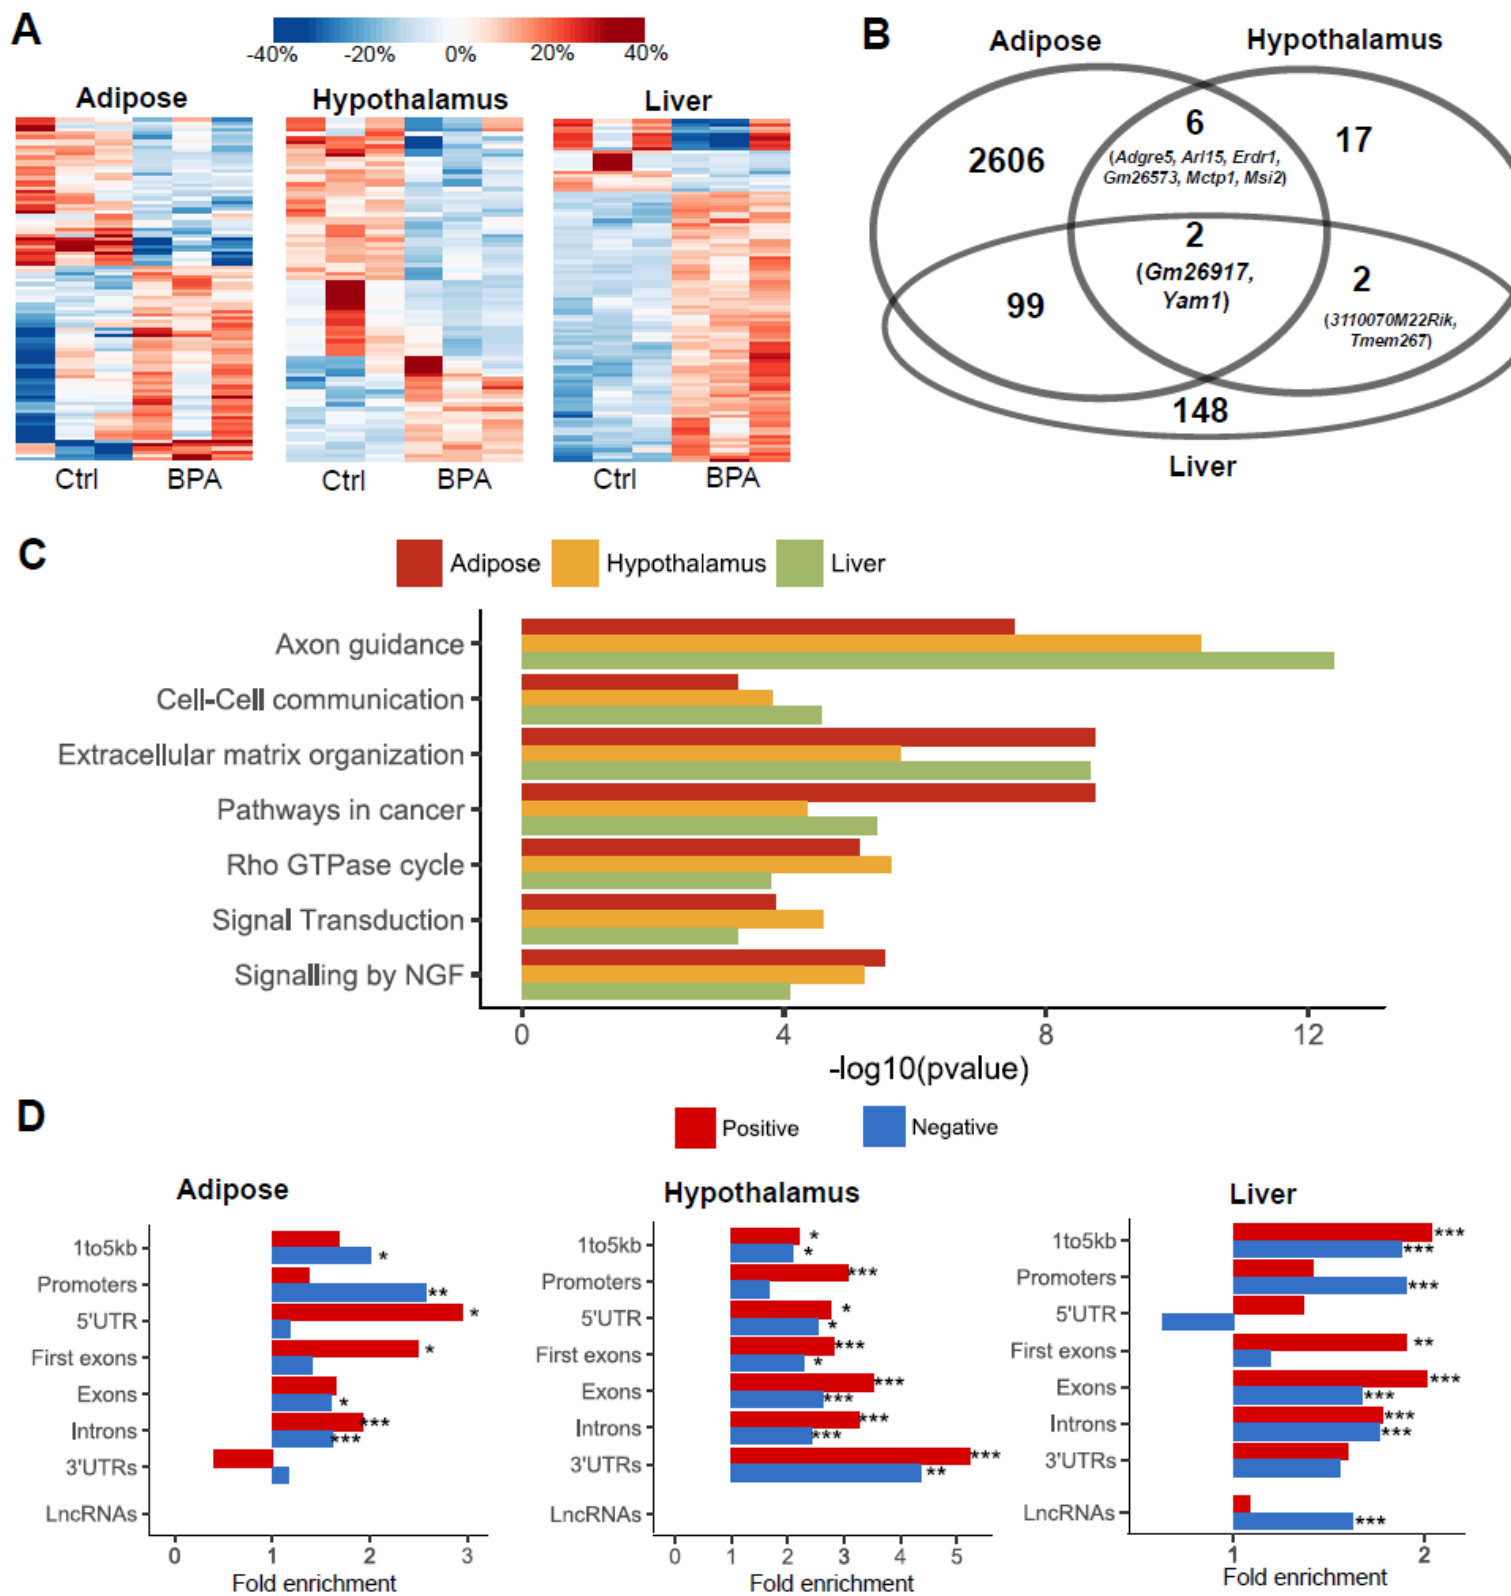 A
-40%
-20%
0%
20%
40%
Adipose
Hypothalamus
Liver
Ctrl
BPA
Ctrl
BPA
Ctrl
BPA
B
Adipose
Hypothalamus
2606
6
(Adgre5, Arl15, Erdr1,
Gm26573, Mctp1, Msi2)
17
2
(Gm26917,
Yam1)
99
2
(3110070M22Rik,
Tmem267)
148
Liver
C
Adipose
Hypothalamus
Liver
Axon guidance
Cell-Cell communication
Extracellular matrix organization
Pathways in cancer
Rho GTPase cycle
Signal Transduction
Signalling by NGF
0
4
8
12
-log10(pvalue)
D
Positive
Negative
Adipose
1to5kb
*
Promoters
**
5'UTR
*
First exons
*
Exons
*
Introns
***
***
3'UTRs
LncRNAs
0
1
2
3
Fold enrichment
Hypothalamus
1to5kb
*
*
Promoters
***
5'UTR
*
*
First exons
***
*
Exons
***
***
Introns
***
***
3'UTRs
***
**
LncRNAs
0
1
2
3
4
5
Fold enrichment
Liver
1to5kb
***
***
Promoters
***
5'UTR
First exons
**
Exons
***
***
Introns
***
***
3'UTRs
LncRNAs
***
1
2
Fold enrichment